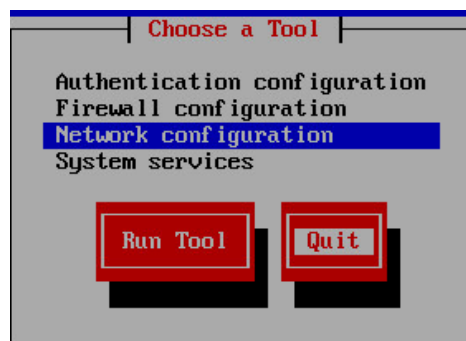 Choose a Tool
Authentication configuration
Firewall configuration
Network configuration
System services
Run Tool Quit